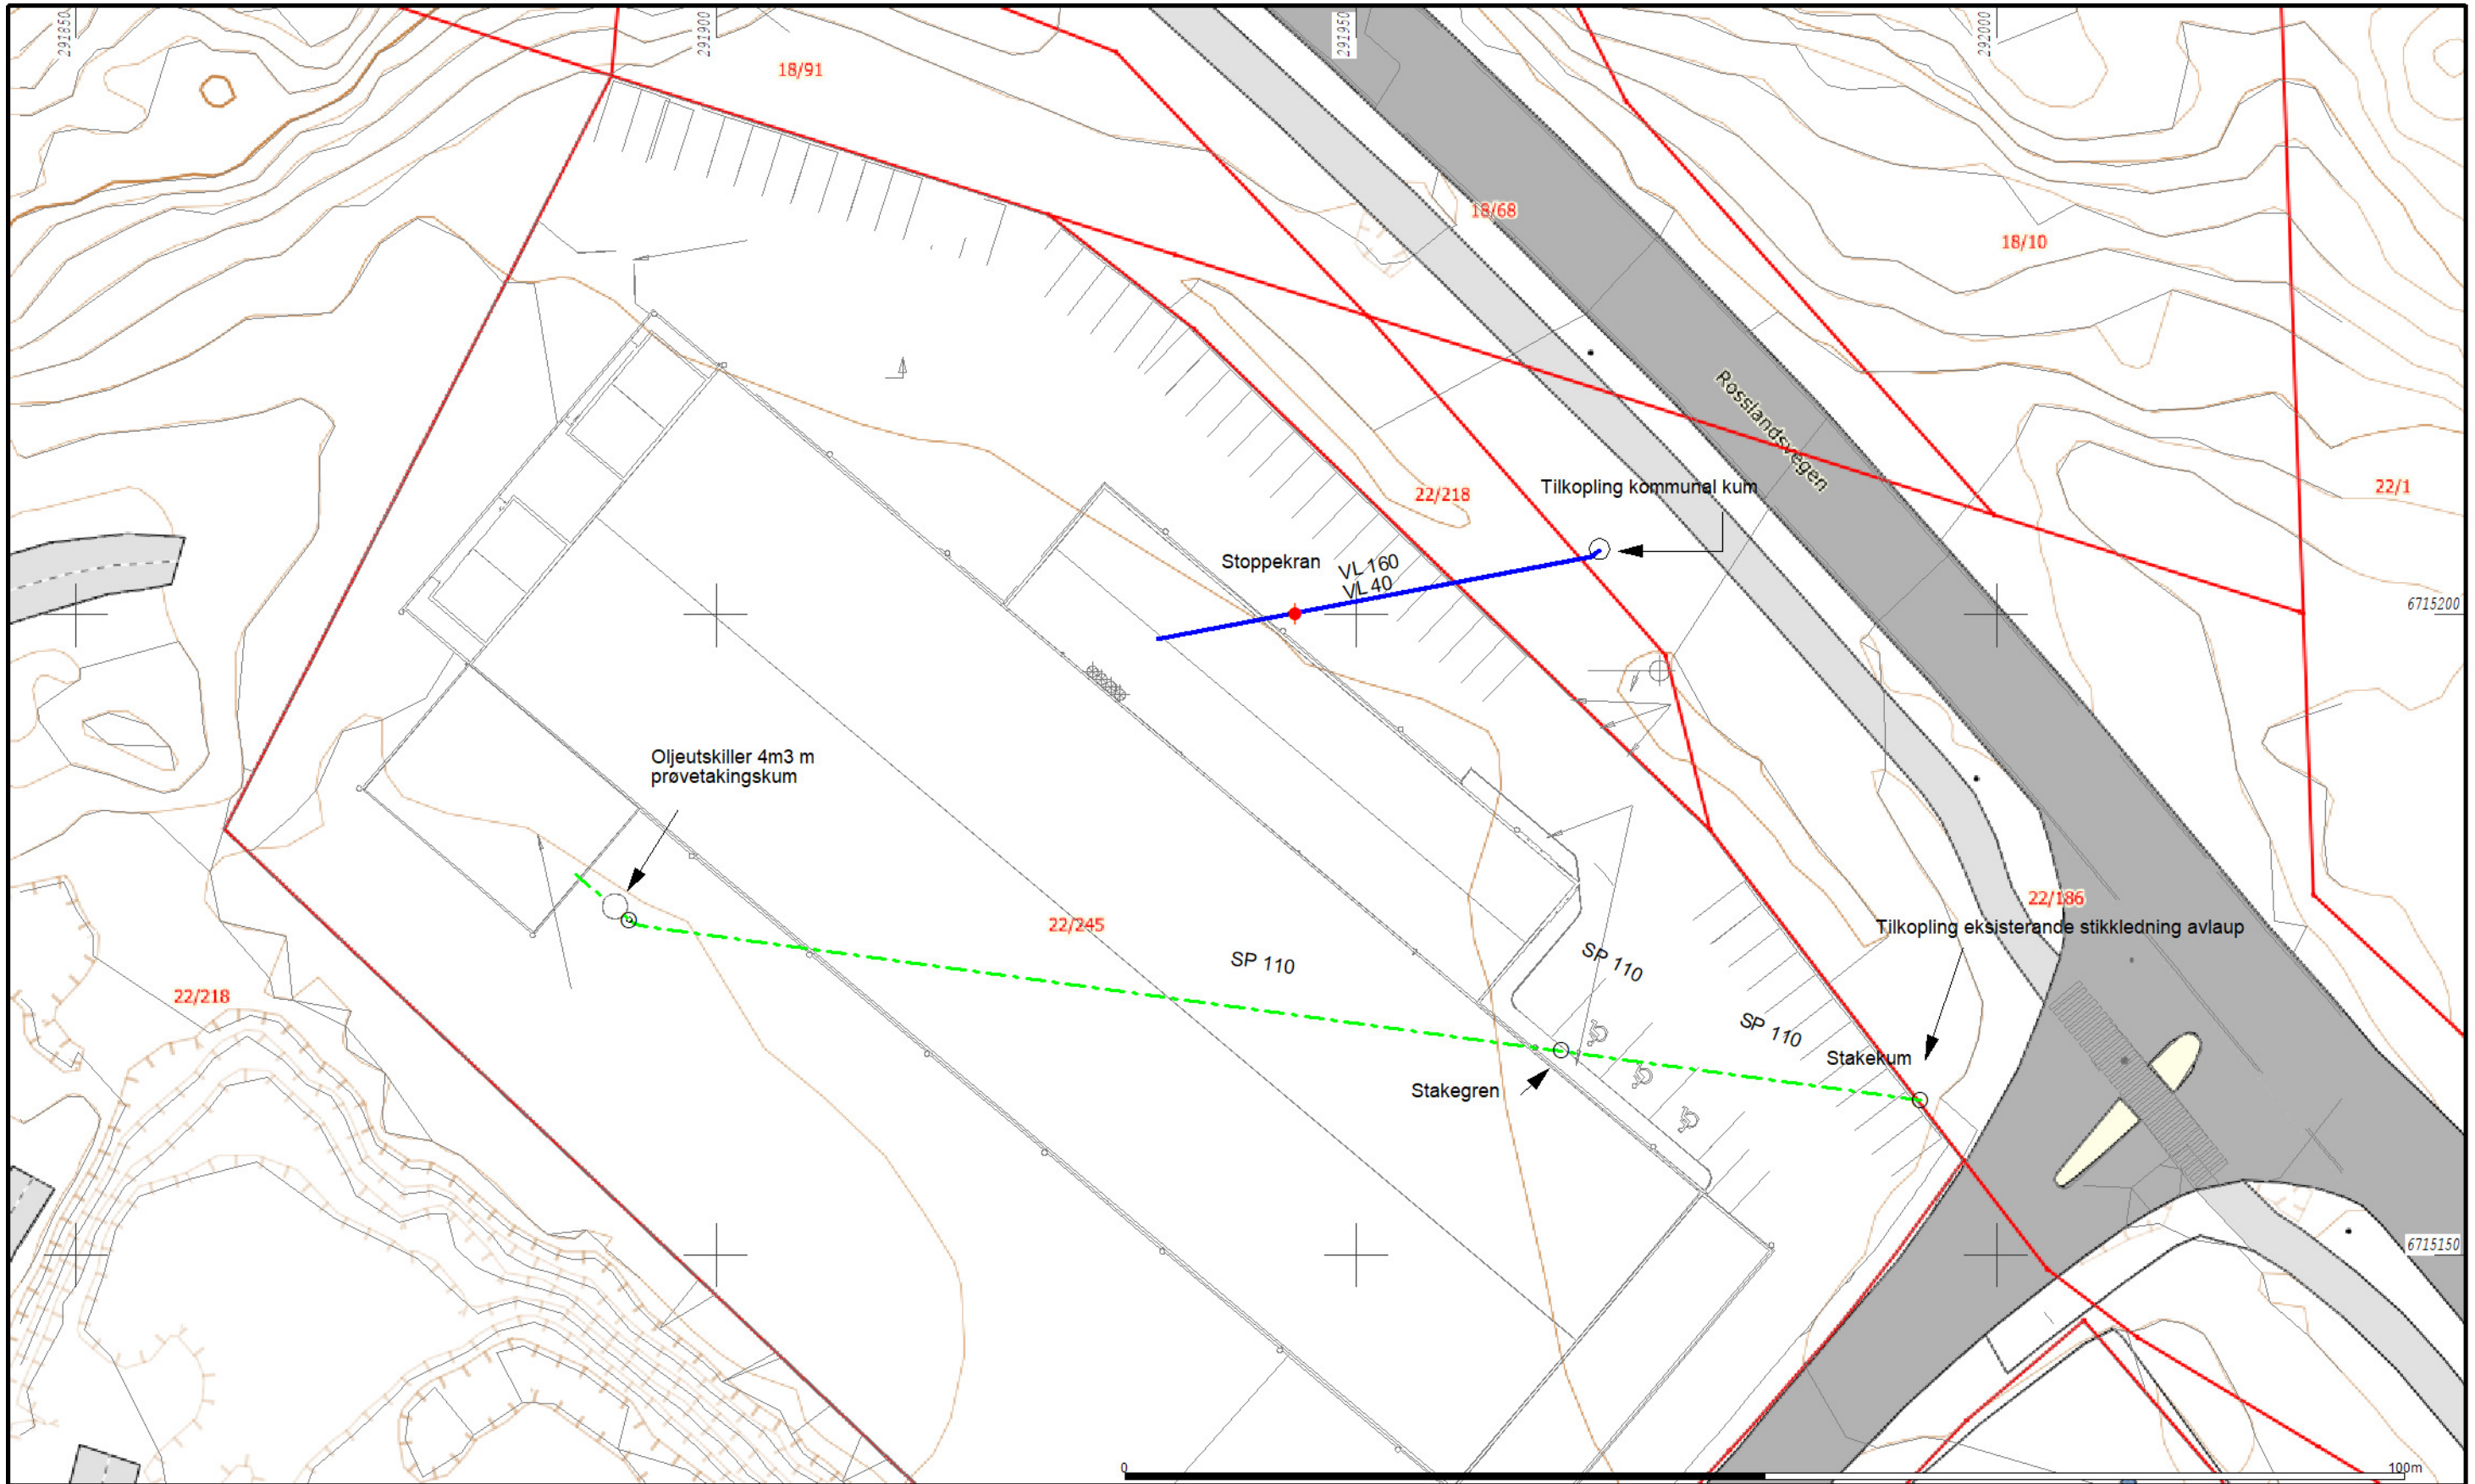 291850
291900
291950
292000
18/91
18/68
18/10
Rosslandsvegen
22/218
Tilkopling kommunal kum
22/1
Stoppekran
VL 160
VL 40
6715200
Oljeutskiller 4m3 m
prøvetakingskum
22/245
22/186
Tilkopling eksisterande stikkledning avlaup
SP 110
SP 110
22/218
SP 110
Stakekum
Stakegren
6715150
0
100m